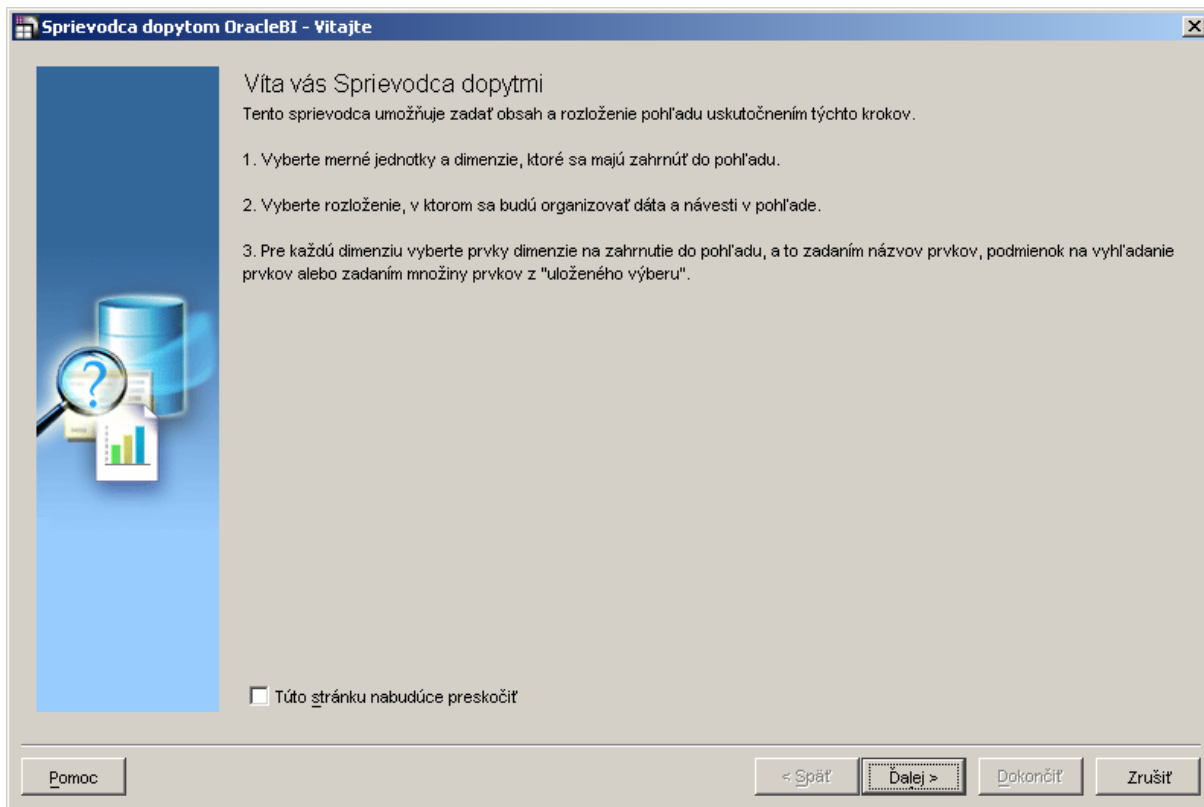 Sprievodca dopytom OracleBI - Vitajte
Víta vás Sprievodca dopytmi
Tento sprievodca umožňuje zadať obsah a rozloženie pohľadu uskutočnením týchto krokov.
1. Vyberte merné jednotky a dimenzie, ktoré sa majú zahrnúť do pohľadu.
2. Vyberte rozloženie, v ktorom sa budú organizovať dáta a návesti v pohľade.
3. Pre každú dimenziu vyberte prvky dimenzie na zahrnutie do pohľadu, a to zadaním názvov prvkov, podmienok na vyhľadanie
prvkov alebo zadaním množiny prvkov z "uloženého výberu".
?
Túto stránku nabudúce preskočiť
Pomoc
< Späť
Ďalej >
Dokončiť
Zrušiť